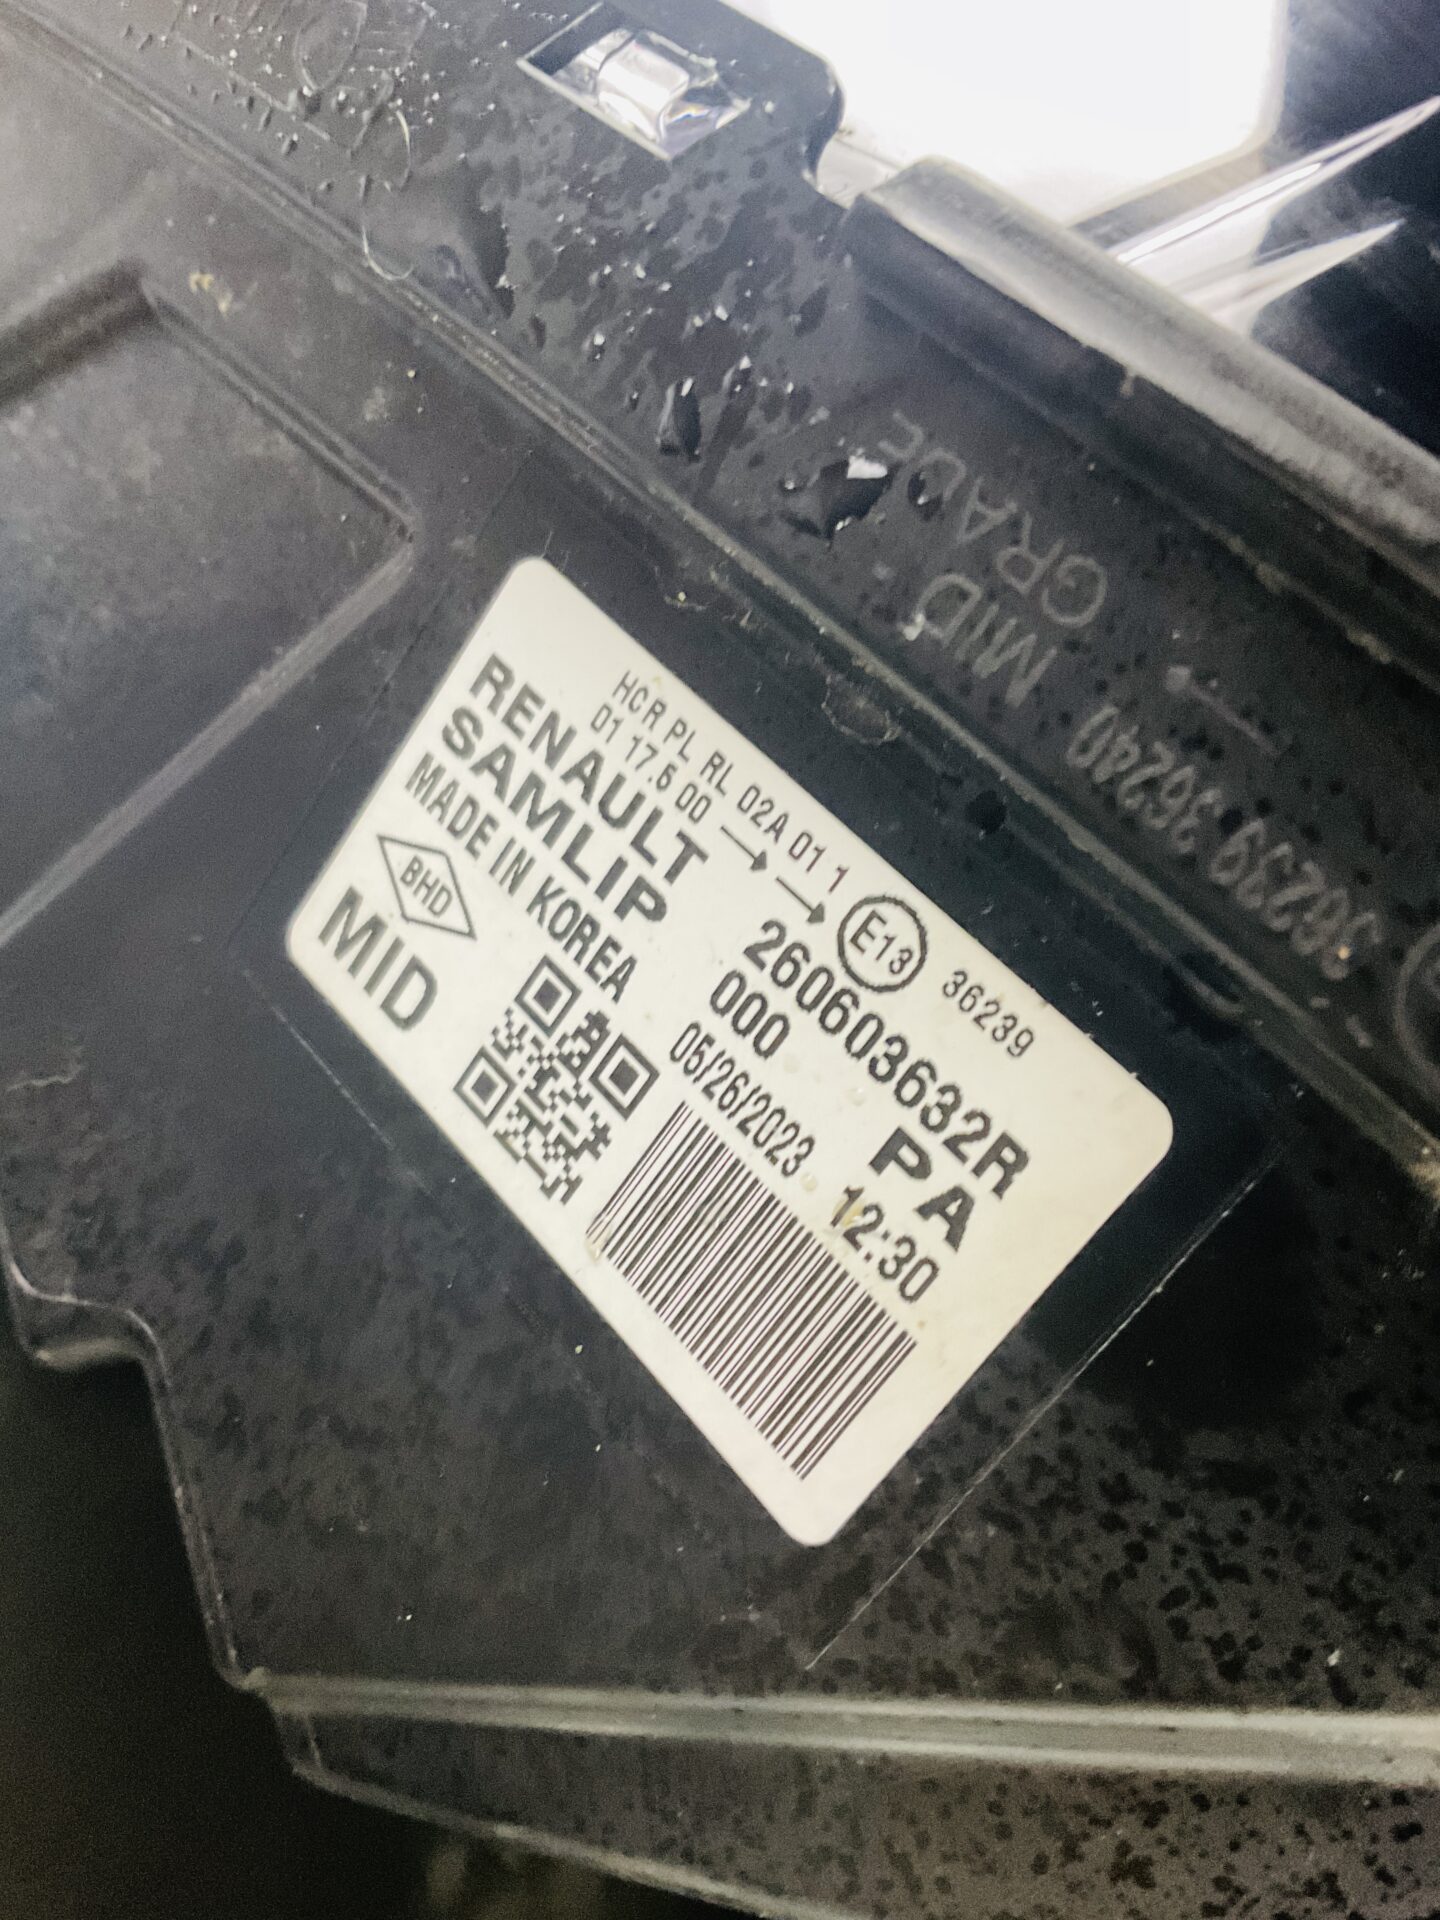 MID
GRADE
36239 36240
HCR PL RL 02A 01 1
01 17.6 00
E13
36239
RENAULT
SAMLIP
MADE IN KOREA
260603632R
000
PA
BHD
MID
05/26/2023 12:30